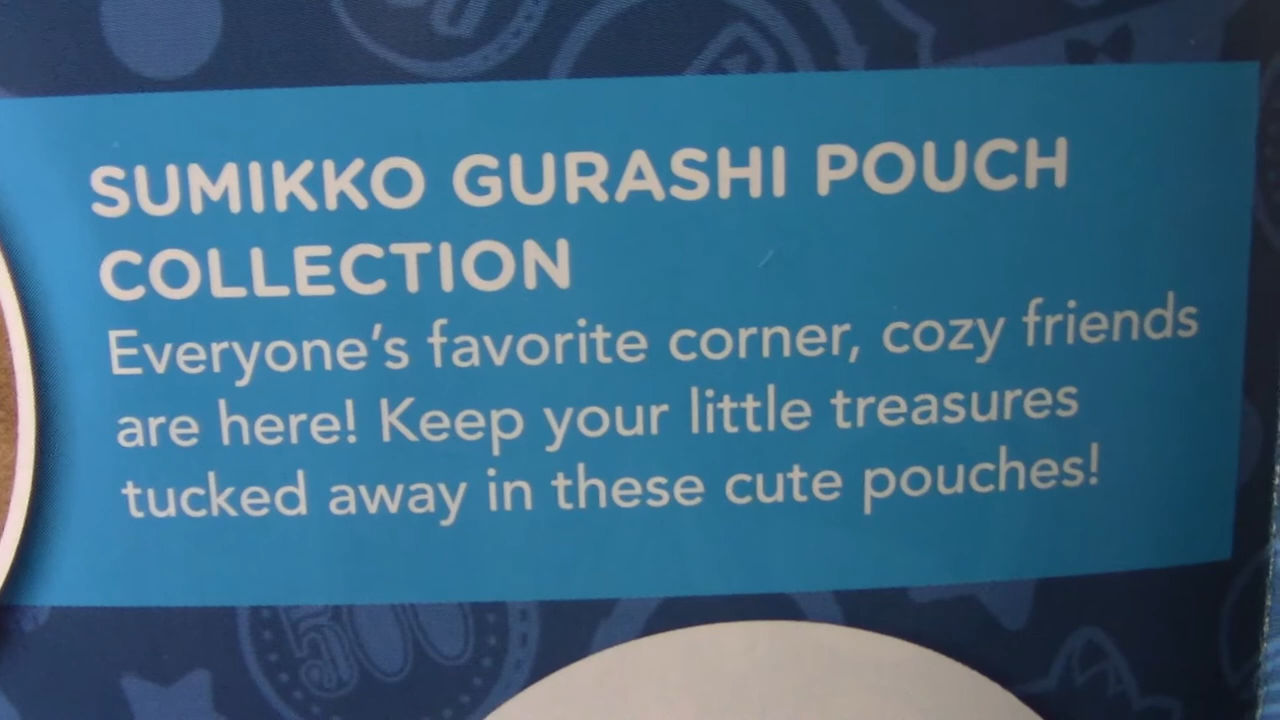 SUMIKKO GURASHI POUCH
COLLECTION
Everyone's favorite corner, cozy friends
are here! Keep your little treasures
tucked away in these cute pouches!
500